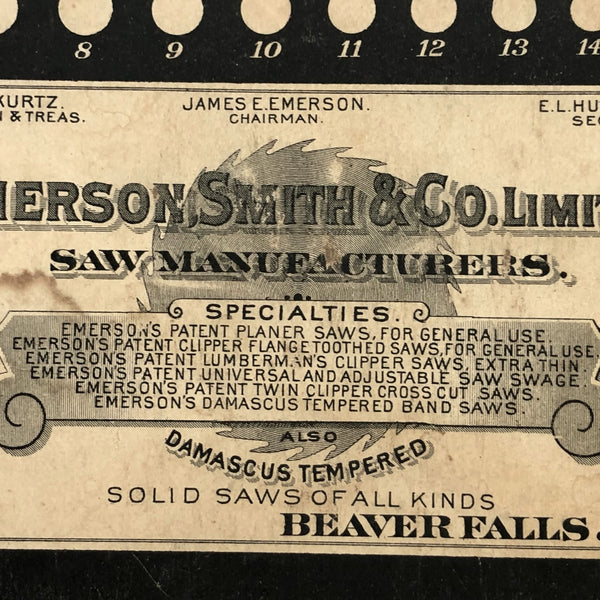 8 9 10 11 12 13 14
KURTZ. JAMES E. EMERSON. E.L.HU
& TREAS. CHAIRMAN. SEC
MERSON, SMITH & CO. LIMIT
SAW MANUFACTURERS.
SPECIALTIES.
EMERSON'S PATENT PLANER SAWS, FOR GENERAL USE.
EMERSON'S PATENT CLIPPER FLANGE TOOTHED SAWS, FOR GENERAL USE.
EMERSON'S PATENT LUMBERMAN'S CLIPPER SAWS, EXTRA THIN.
EMERSON'S PATENT UNIVERSAL AND ADJUSTABLE SAW SWAGE.
EMERSON'S PATENT TWIN CLIPPER CROSS CUT SAWS.
EMERSON'S DAMASCUS TEMPERED BAND SAWS.
ALSO
DAMASCUS TEMPERED
SOLID SAWS OF ALL KINDS
BEAVER FALLS.